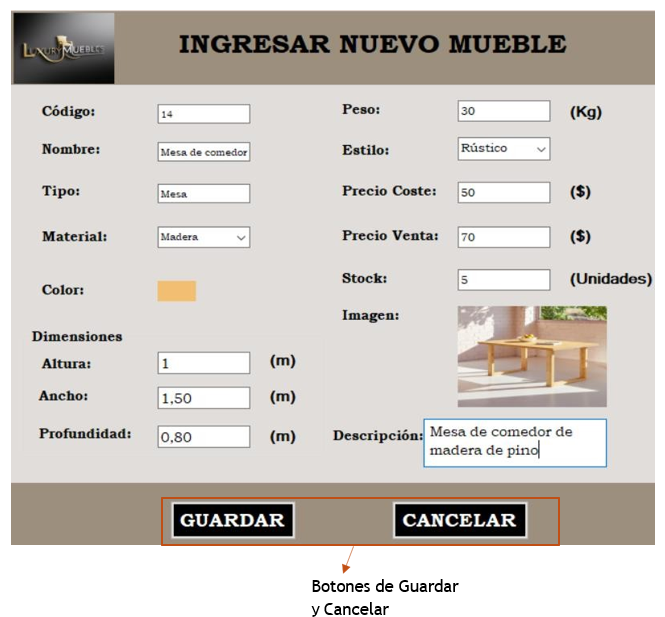 LUXURY MUEBLES
INGRESAR NUEVO MUEBLE
Código: 14
Nombre: Mesa de comedor
Tipo: Mesa
Material: Madera
Color:
Dimensiones
Altura: 1 (m)
Ancho: 1,50 (m)
Profundidad: 0,80 (m)
Peso: 30 (Kg)
Estilo: Rústico
Precio Coste: 50 ($)
Precio Venta: 70 ($)
Stock: 5 (Unidades)
Imagen:
Descripción: Mesa de comedor de
madera de pino
GUARDAR CANCELAR
Botones de Guardar
y Cancelar